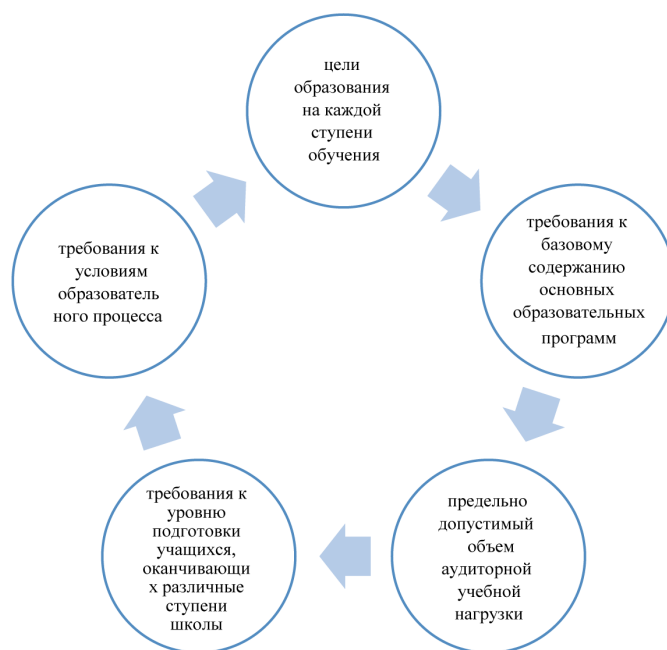 цели
образования
на каждой
ступени
обучения
требования к
базовому
содержанию
основных
образовательных
программ
предельно
допустимый
объем
аудиторной
учебной
нагрузки
требования к
уровню
подготовки
учащихся,
оканчивающи
х различные
ступени
школы
требования к
условиям
образователь
ного процесса